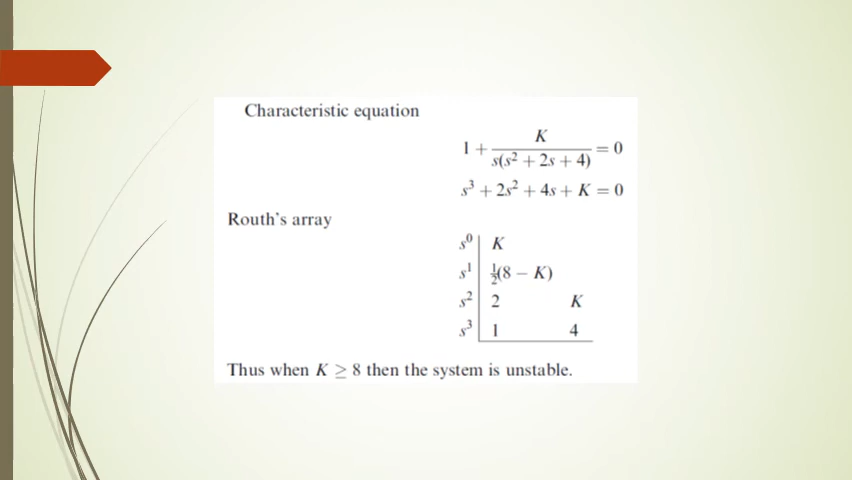 Characteristic equation
1 + K / s(s² + 2s + 4) = 0
s³ + 2s² + 4s + K = 0
Routh's array
s⁰ | K
s¹ | ½(8 − K)
s² | 2 K
s³ | 1 4
Thus when K ≥ 8 then the system is unstable.